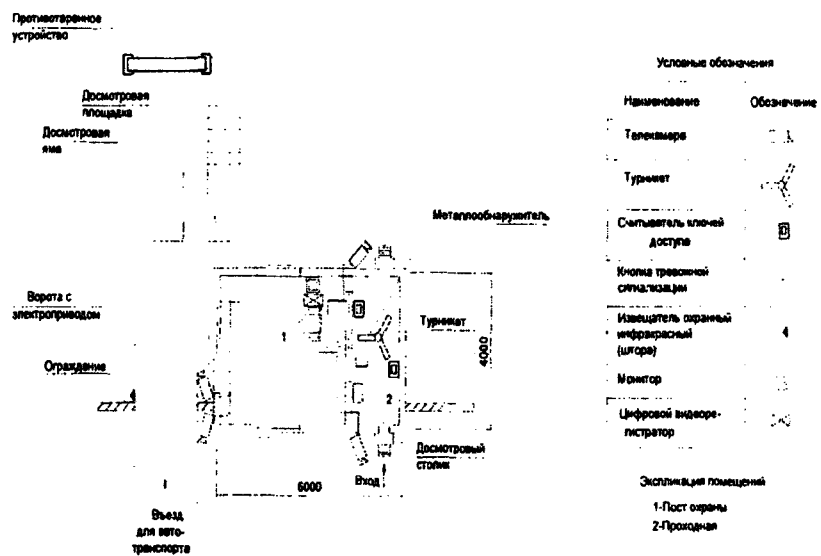 Противотаранное
устройство
Досмотровая
площадка
Досмотровая
яма
Металлообнаружитель
Ворота с
электроприводом
Ограждение
1
Турникет
4000
2
Досмотровый
столик
6000
Вход
Въезд
для авто-
транспорта
Условные обозначения
Наименование Обозначение
Телекамера
Турникет
Считыватель ключей
доступа
Кнопка тревожной
сигнализации
Извещатель охранный
инфракрасный
(штора)
Монитор
Цифровой видеоре-
гистратор
Экспликация помещений
1-Пост охраны
2-Проходная